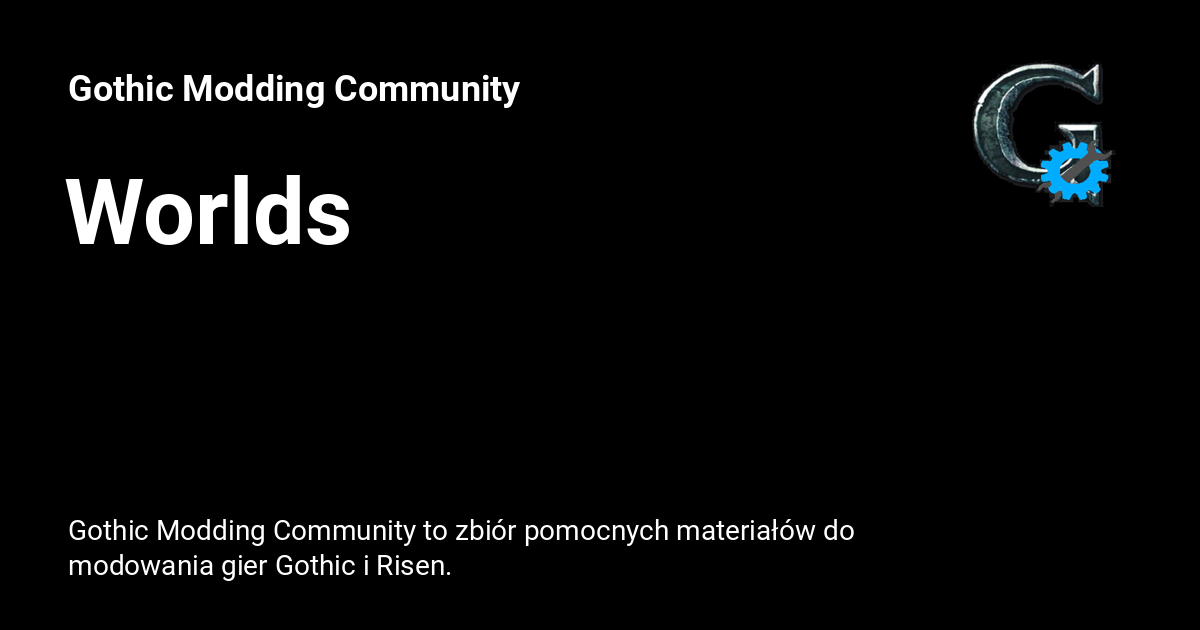 Gothic Modding Community
Worlds
Gothic Modding Community to zbiór pomocnych materiałów do
modowania gier Gothic i Risen.